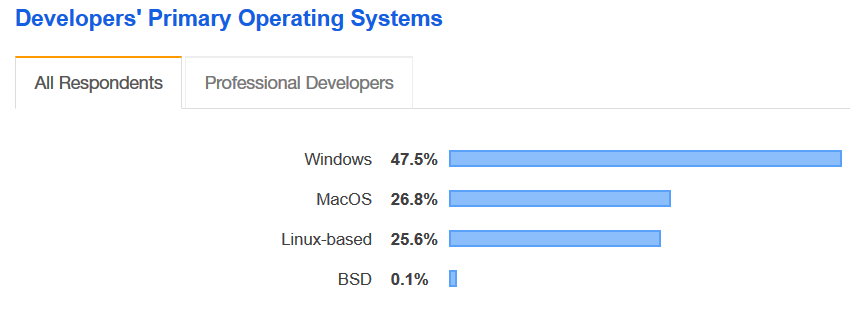 Developers' Primary Operating Systems
All Respondents Professional Developers
Windows 47.5%
MacOS 26.8%
Linux-based 25.6%
BSD 0.1%